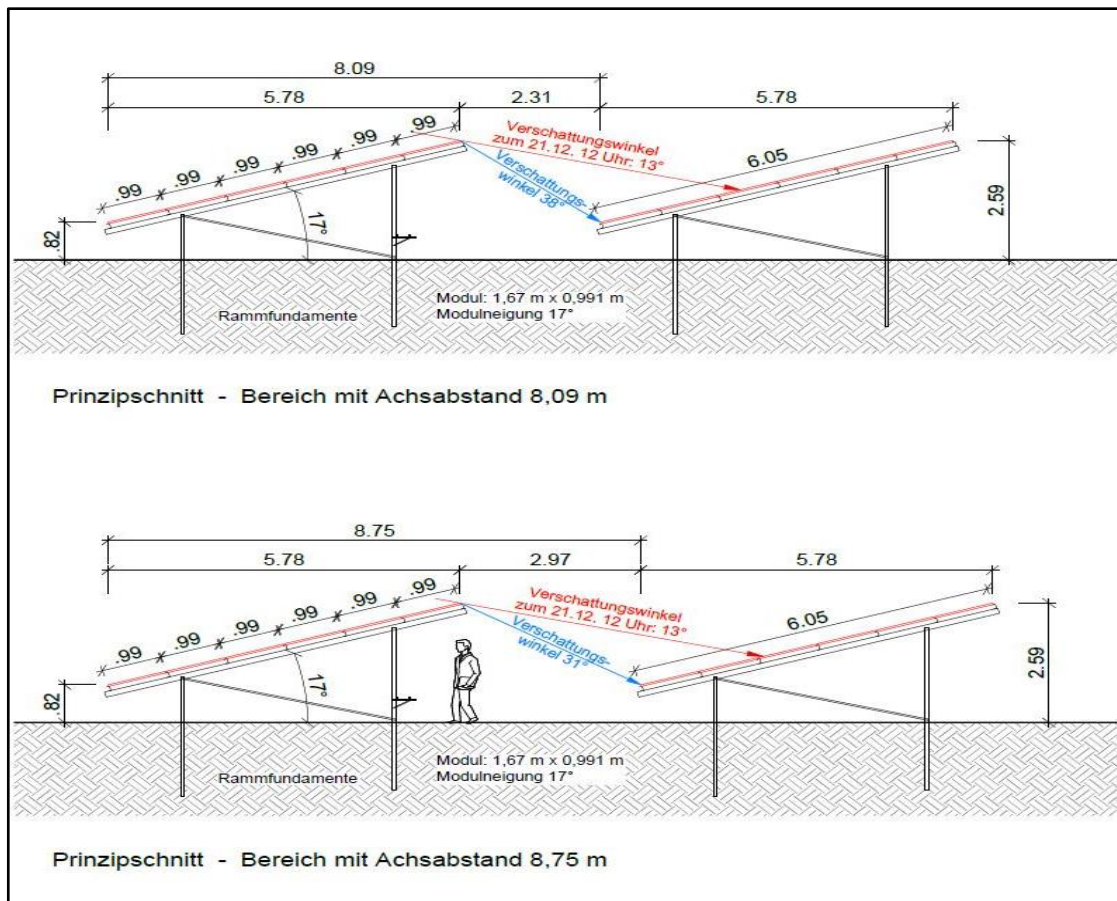 8.09
5.78
2.31
5.78
.99
.99
.99
.99
.99
.99
Verschattungswinkel
zum 21.12. 12 Uhr: 13°
Verschattungs-
winkel 38°
6.05
.82
17°
2.59
Modul: 1,67 m x 0,991 m
Modulneigung 17°
Rammfundamente
Prinzipschnitt - Bereich mit Achsabstand 8,09 m
8.75
5.78
2.97
5.78
.99
.99
.99
.99
.99
.99
Verschattungswinkel
zum 21.12. 12 Uhr: 13°
Verschattungs-
winkel 31°
6.05
.82
17°
2.59
Modul: 1,67 m x 0,991 m
Modulneigung 17°
Rammfundamente
Prinzipschnitt - Bereich mit Achsabstand 8,75 m